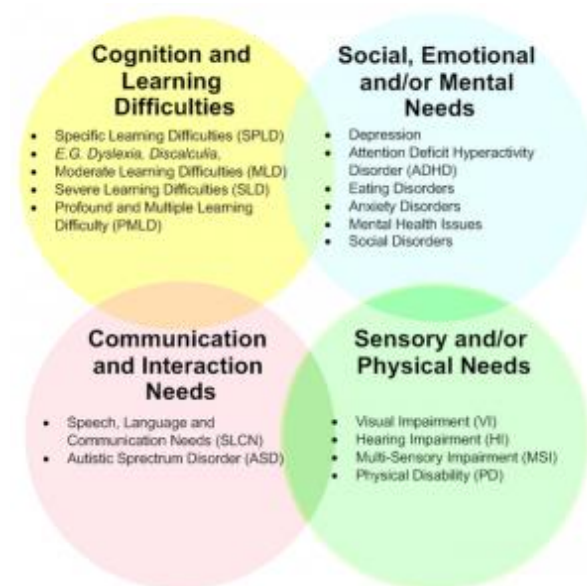 Cognition and
Learning
Difficulties
• Specific Learning Difficulties (SPLD)
• E.G. Dyslexia, Discalculia,
• Moderate Learning Difficulties (MLD)
• Severe Learning Difficulties (SLD)
• Profound and Multiple Learning
Difficulty (PMLD)
Social, Emotional
and/or Mental
Needs
• Depression
• Attention Deficit Hyperactivity
Disorder (ADHD)
• Eating Disorders
• Anxiety Disorders
• Mental Health Issues
• Social Disorders
Communication
and Interaction
Needs
• Speech, Language and
Communication Needs (SLCN)
• Autistic Sprectrum Disorder (ASD)
Sensory and/or
Physical Needs
• Visual Impairment (VI)
• Hearing Impairment (HI)
• Multi-Sensory Impairment (MSI)
• Physical Disability (PD)